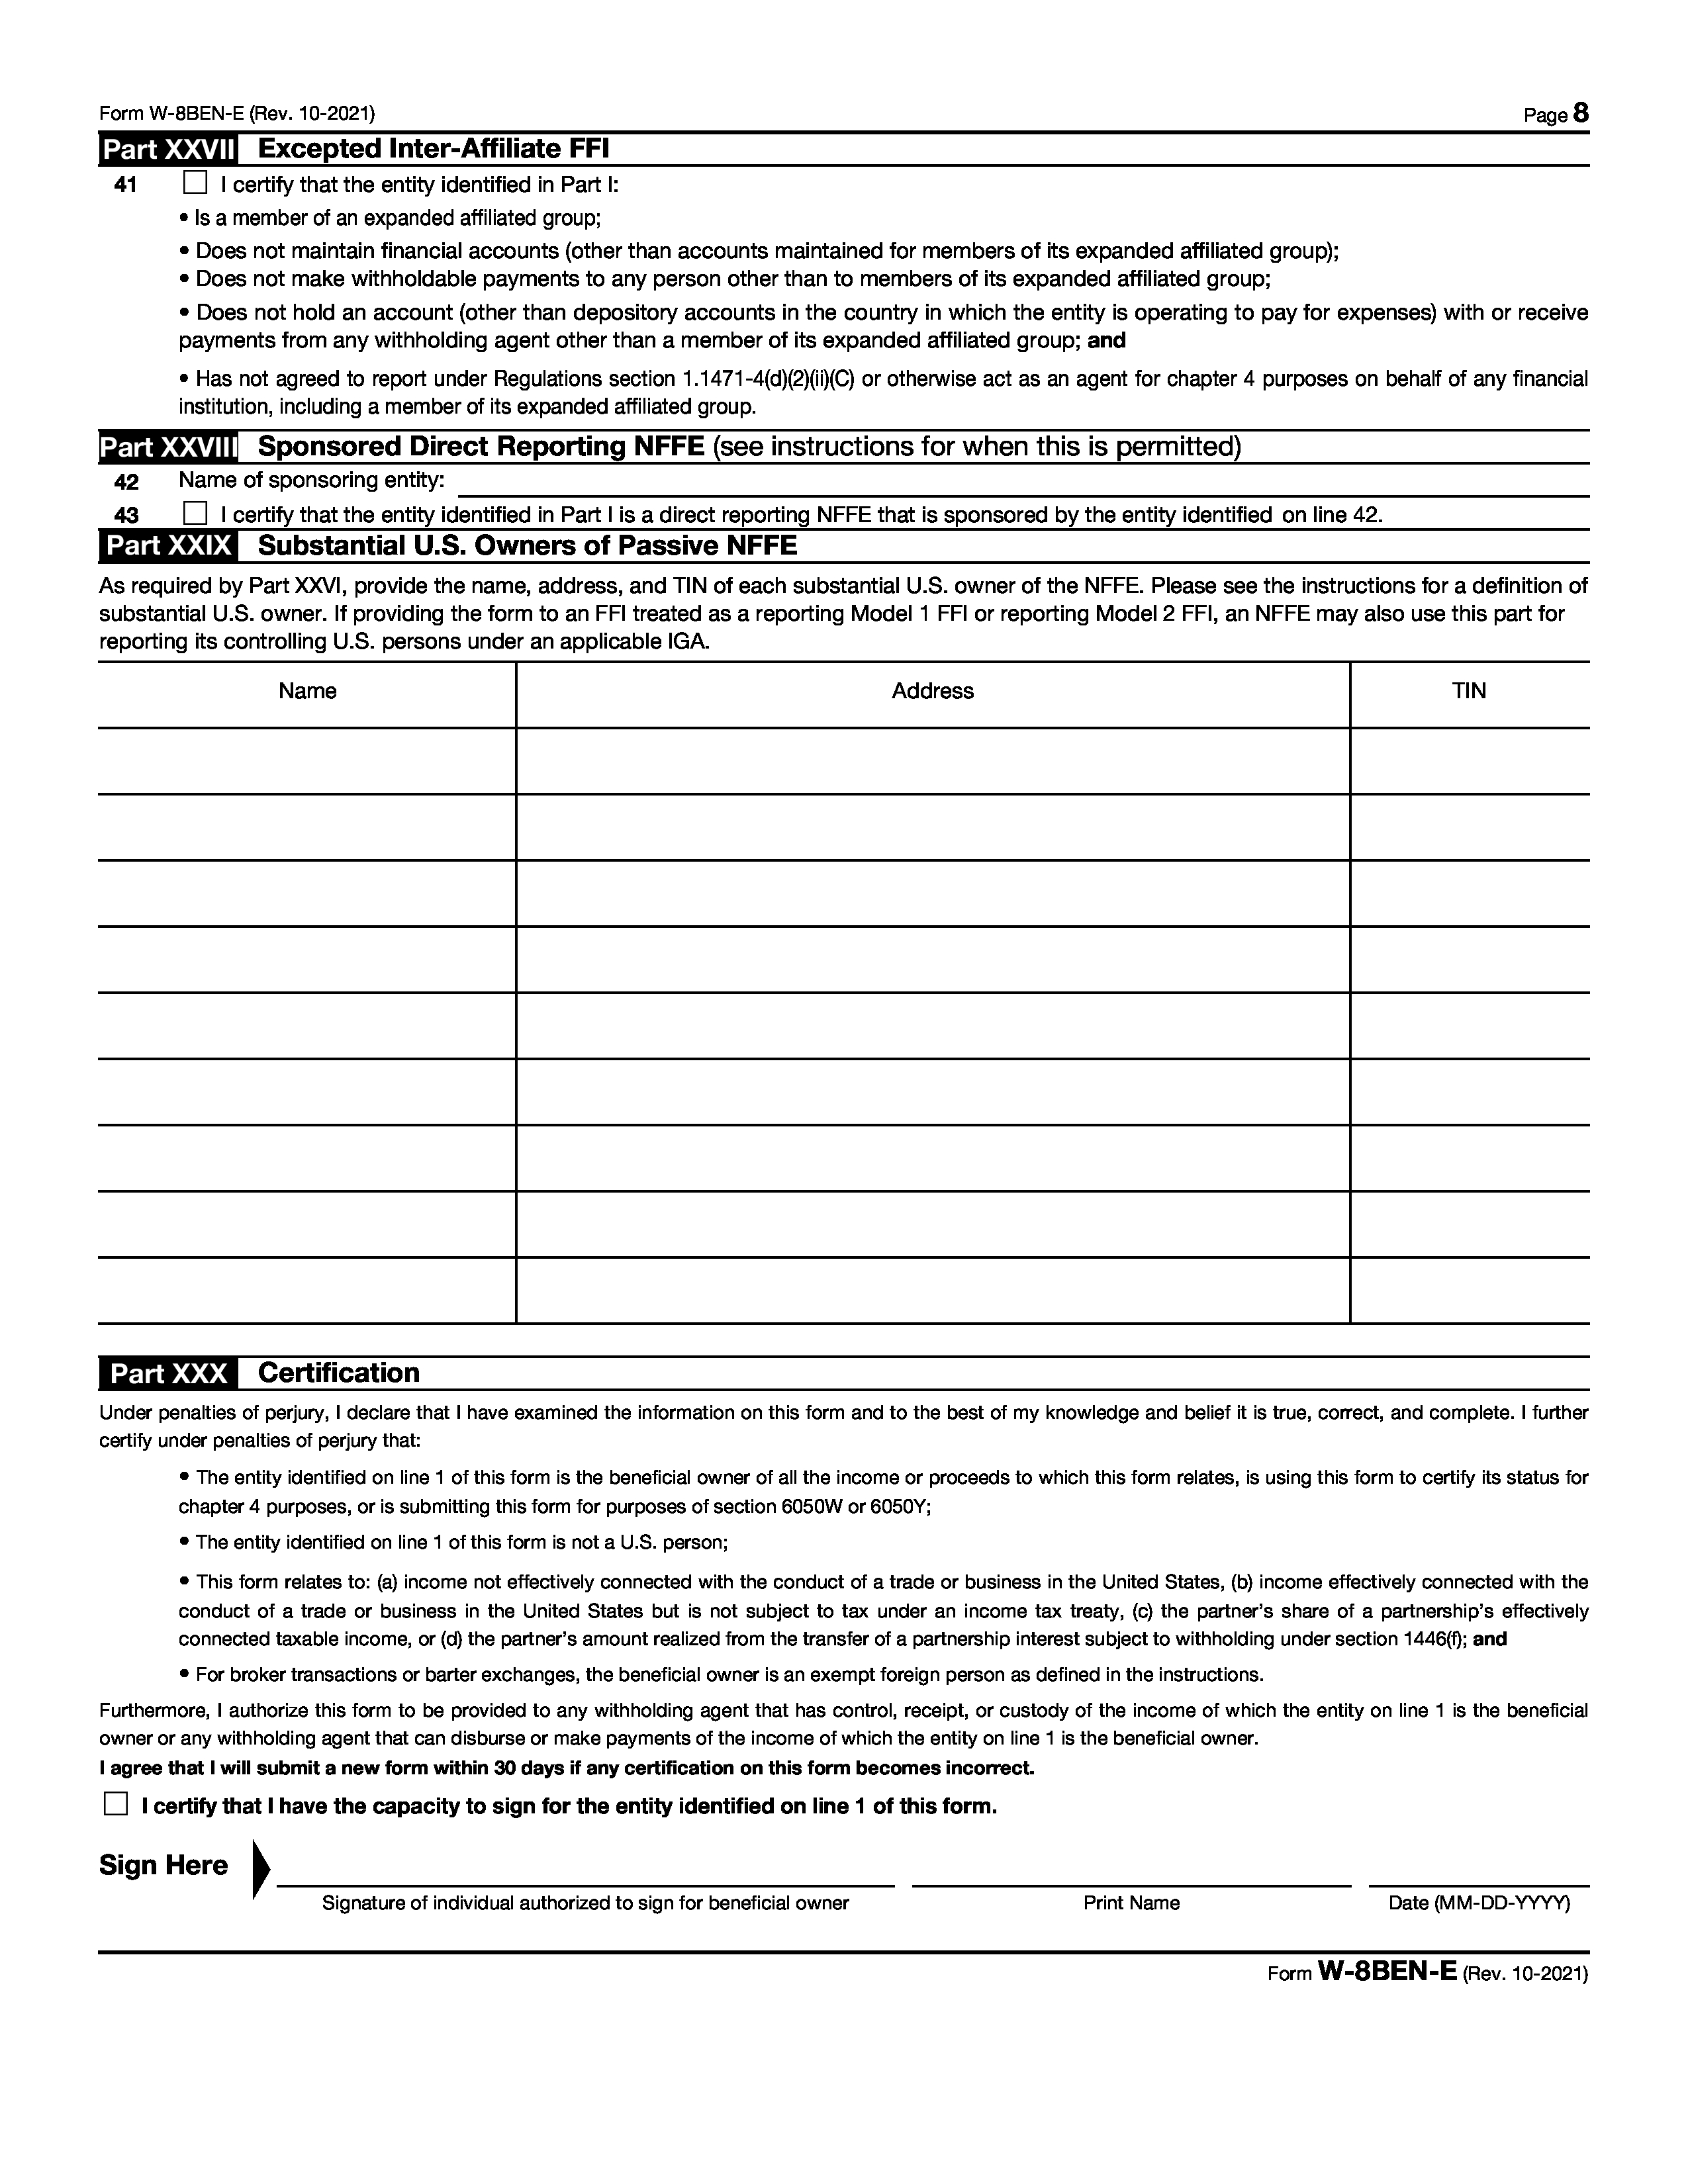 Form W-8BEN-E (Rev. 10-2021)
Page 8
Part XXVII Excepted Inter-Affiliate FFI
41 I certify that the entity identified in Part I:
• Is a member of an expanded affiliated group;
• Does not maintain financial accounts (other than accounts maintained for members of its expanded affiliated group);
• Does not make withholdable payments to any person other than to members of its expanded affiliated group;
• Does not hold an account (other than depository accounts in the country in which the entity is operating to pay for expenses) with or receive
payments from any withholding agent other than a member of its expanded affiliated group; and
• Has not agreed to report under Regulations section 1.1471-4(d)(2)(ii)(C) or otherwise act as an agent for chapter 4 purposes on behalf of any financial
institution, including a member of its expanded affiliated group.
Part XXVIII Sponsored Direct Reporting NFFE (see instructions for when this is permitted)
42 Name of sponsoring entity:
43 I certify that the entity identified in Part I is a direct reporting NFFE that is sponsored by the entity identified on line 42.
Part XXIX Substantial U.S. Owners of Passive NFFE
As required by Part XXVI, provide the name, address, and TIN of each substantial U.S. owner of the NFFE. Please see the instructions for a definition of
substantial U.S. owner. If providing the form to an FFI treated as a reporting Model 1 FFI or reporting Model 2 FFI, an NFFE may also use this part for
reporting its controlling U.S. persons under an applicable IGA.
Name Address TIN
Part XXX Certification
Under penalties of perjury, I declare that I have examined the information on this form and to the best of my knowledge and belief it is true, correct, and complete. I further
certify under penalties of perjury that:
• The entity identified on line 1 of this form is the beneficial owner of all the income or proceeds to which this form relates, is using this form to certify its status for
chapter 4 purposes, or is submitting this form for purposes of section 6050W or 6050Y;
• The entity identified on line 1 of this form is not a U.S. person;
• This form relates to: (a) income not effectively connected with the conduct of a trade or business in the United States, (b) income effectively connected with the
conduct of a trade or business in the United States but is not subject to tax under an income tax treaty, (c) the partner’s share of a partnership’s effectively
connected taxable income, or (d) the partner’s amount realized from the transfer of a partnership interest subject to withholding under section 1446(f); and
• For broker transactions or barter exchanges, the beneficial owner is an exempt foreign person as defined in the instructions.
Furthermore, I authorize this form to be provided to any withholding agent that has control, receipt, or custody of the income of which the entity on line 1 is the beneficial
owner or any withholding agent that can disburse or make payments of the income of which the entity on line 1 is the beneficial owner.
I agree that I will submit a new form within 30 days if any certification on this form becomes incorrect.
I certify that I have the capacity to sign for the entity identified on line 1 of this form.
Sign Here
Signature of individual authorized to sign for beneficial owner Print Name Date (MM-DD-YYYY)
Form W-8BEN-E (Rev. 10-2021)